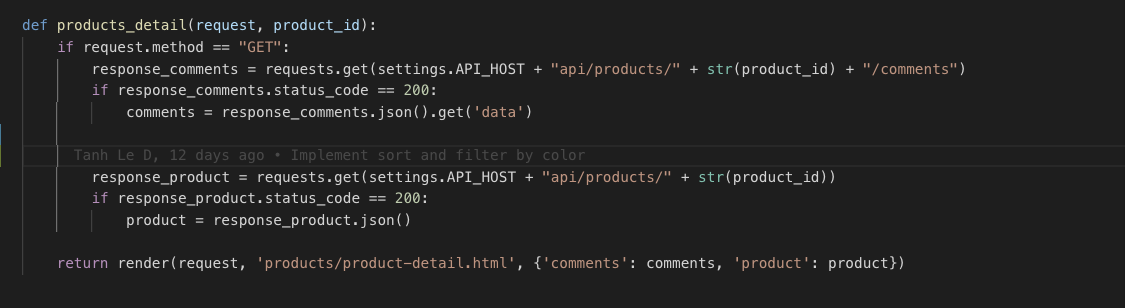 def products_detail(request, product_id):
if request.method == "GET":
response_comments = requests.get(settings.API_HOST + "api/products/" + str(product_id) + "/comments")
if response_comments.status_code == 200:
comments = response_comments.json().get('data')
Tanh Le D, 12 days ago • Implement sort and filter by color
response_product = requests.get(settings.API_HOST + "api/products/" + str(product_id))
if response_product.status_code == 200:
product = response_product.json()
return render(request, 'products/product-detail.html', {'comments': comments, 'product': product})